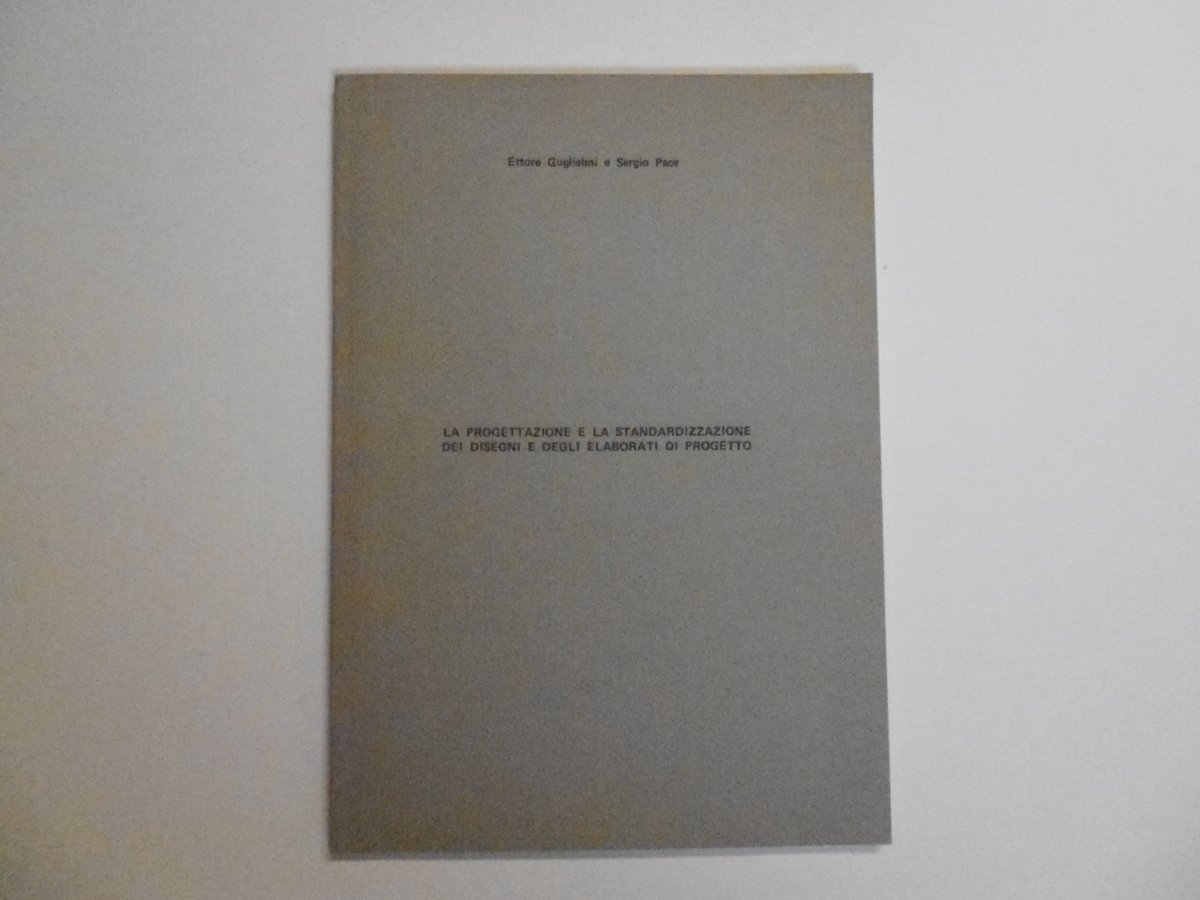 Ettore Guglielmi e Sergio Pace
LA PROGETTAZIONE E LA STANDARDIZZAZIONE
DEI DISEGNI E DEGLI ELABORATI DI PROGETTO